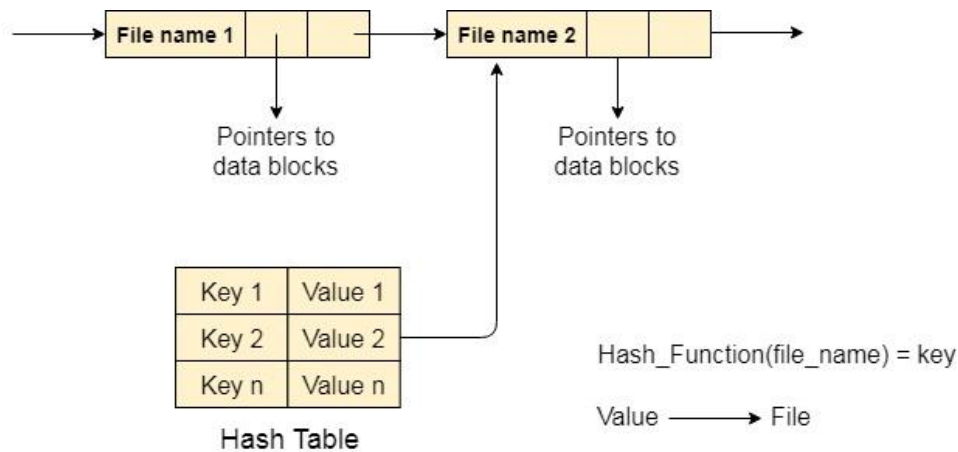 File name 1
File name 2
Pointers to
data blocks
Pointers to
data blocks
Key 1 Value 1
Key 2 Value 2
Key n Value n
Hash Table
Hash_Function(file_name) = key
Value File